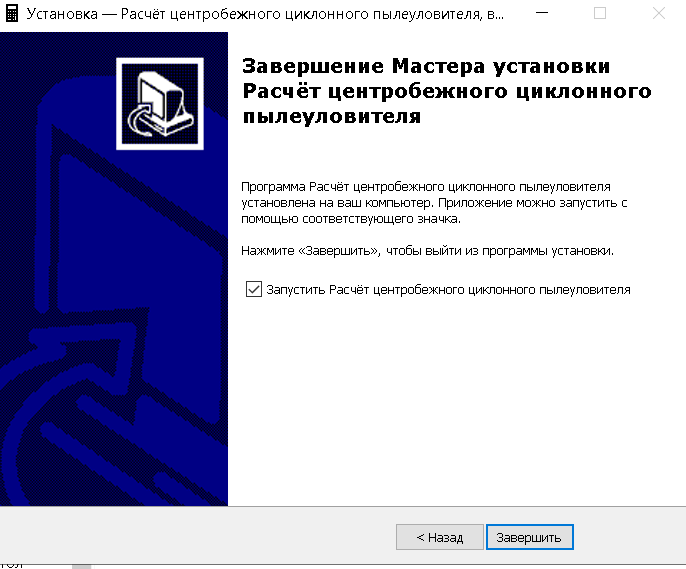 Установка — Расчёт центробежного циклонного пылеуловителя, в...
Завершение Мастера установки
Расчёт центробежного циклонного
пылеуловителя
Программа Расчёт центробежного циклонного пылеуловителя
установлена на ваш компьютер. Приложение можно запустить с
помощью соответствующего значка.
Нажмите «Завершить», чтобы выйти из программы установки.
Запустить Расчёт центробежного циклонного пылеуловителя
< Назад
Завершить